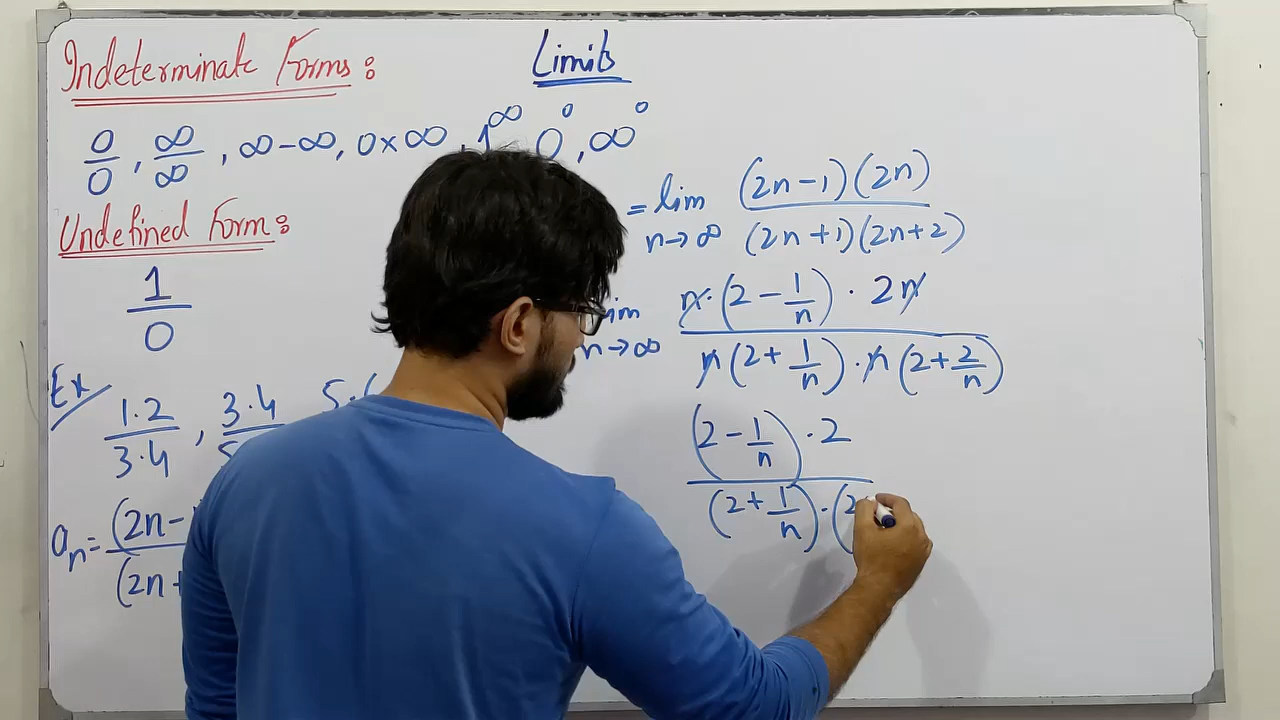 Indeterminate Forms:
Limits
0/0, ∞/∞, ∞-∞, 0×∞, 1^∞, 0^0, ∞^0
Undefined Form:
1/0
Ex
1.2/3.4, 3.4/5
a_n = (2n-
(2n+
= lim n→∞ (2n-1)(2n)/(2n+1)(2n+2)
lim n→∞ n·(2-1/n)·2n/n(2+1/n)·n(2+2/n)
(2-1/n)·2/(2+1/n)·(2